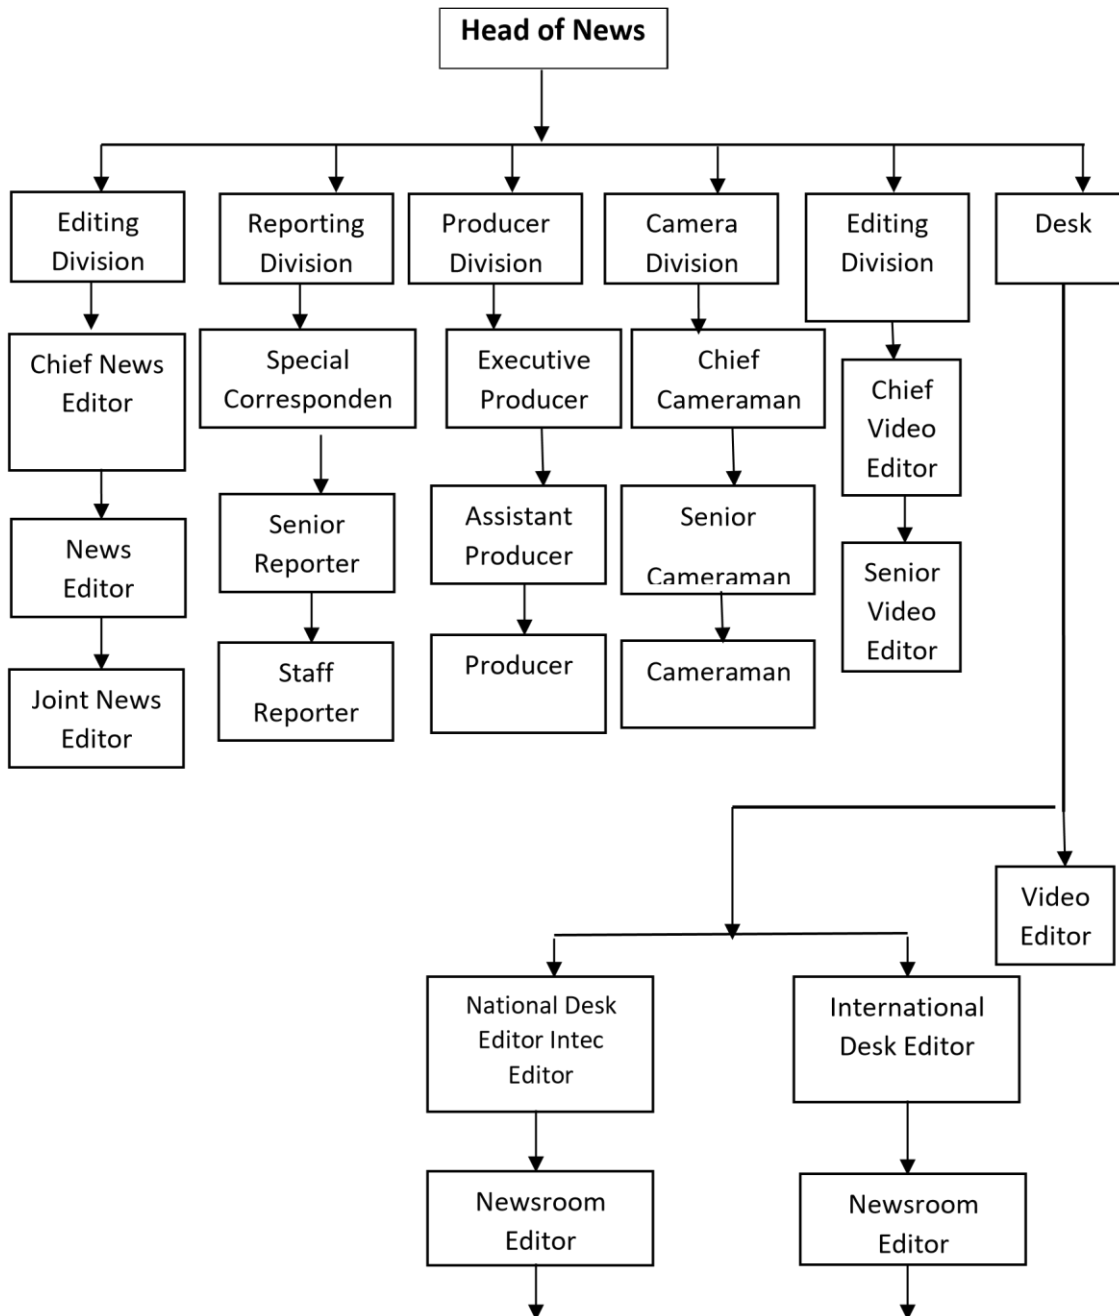 Head of News
Editing
Division
Reporting
Division
Producer
Division
Camera
Division
Editing
Division
Desk
Chief News
Editor
Special
Corresponden
Executive
Producer
Chief
Cameraman
Chief
Video
Editor
News
Editor
Senior
Reporter
Assistant
Producer
Senior
Cameraman
Senior
Video
Editor
Joint News
Editor
Staff
Reporter
Producer
Cameraman
Video
Editor
National Desk
Editor Intec
Editor
International
Desk Editor
Newsroom
Editor
Newsroom
Editor